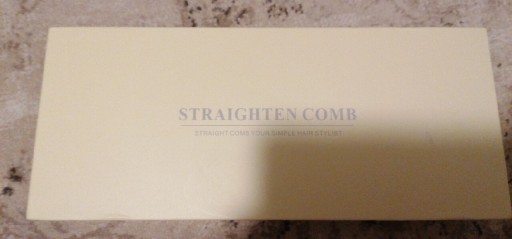 STRAIGHTEN COMB
STRAIGHT COMB YOUR SIMPLE HAIR STYLIST